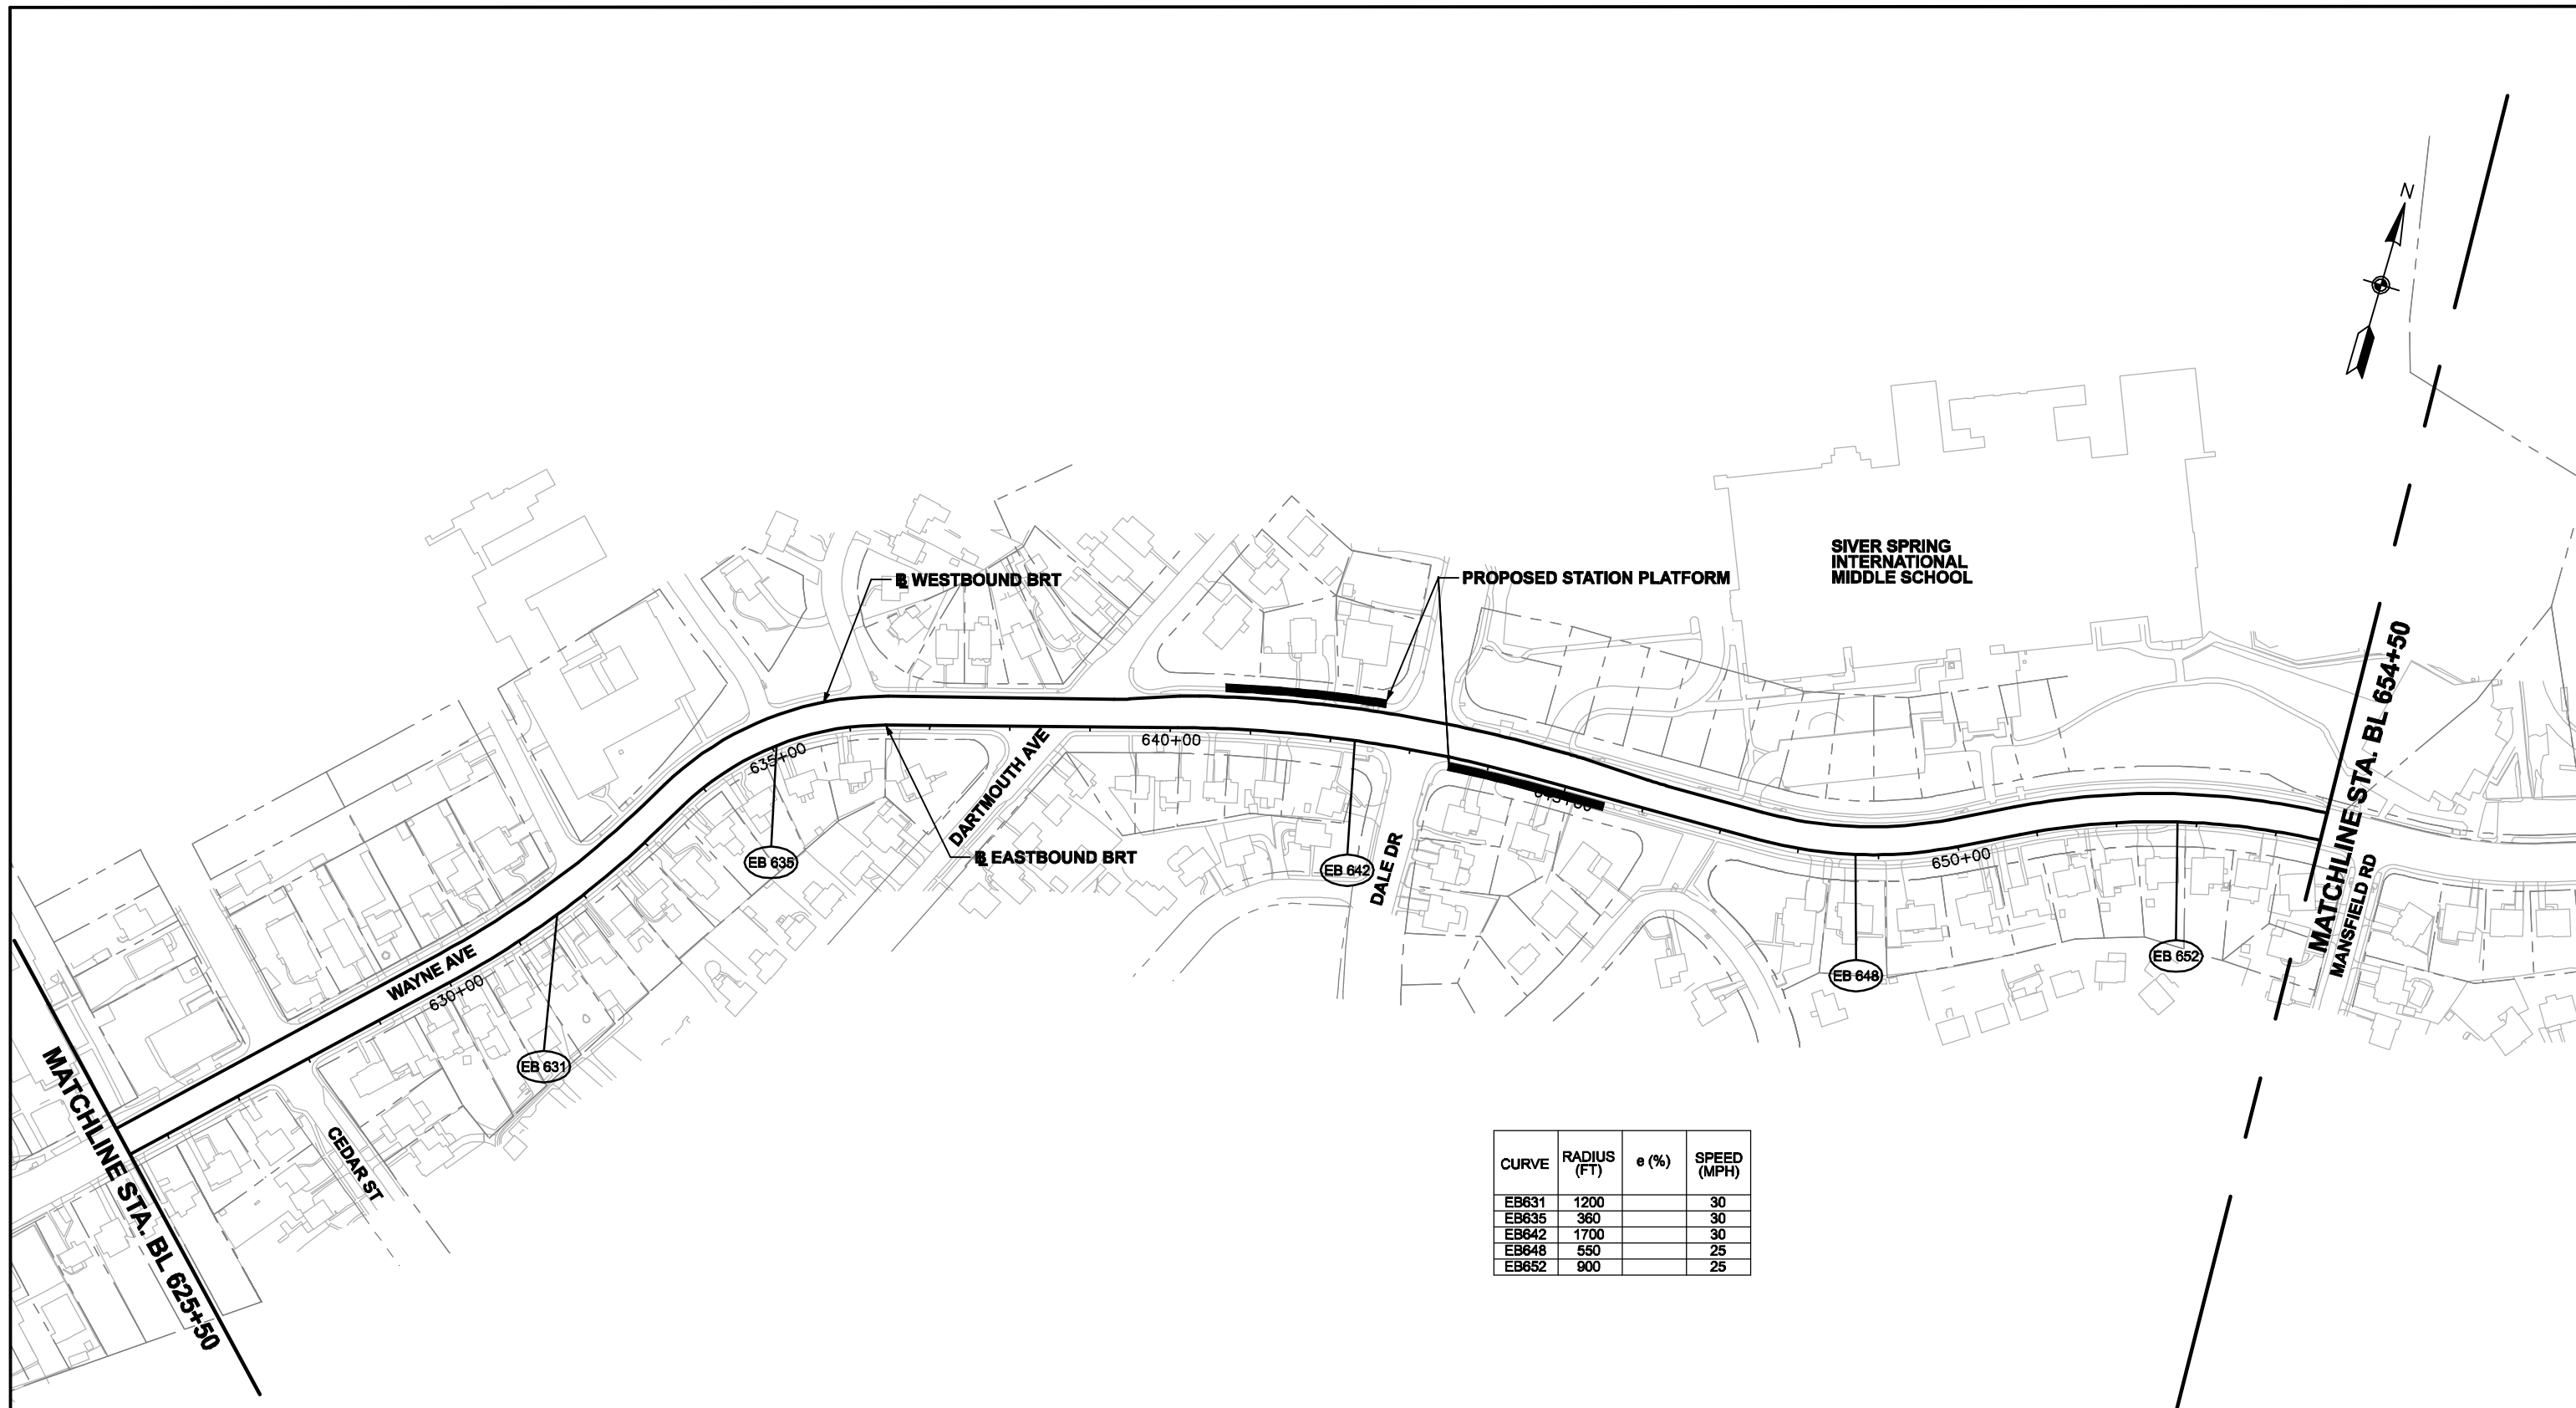 N
SIVER SPRING
INTERNATIONAL
MIDDLE SCHOOL
PROPOSED STATION PLATFORM
BL WESTBOUND BRT
MATCHLINE STA. BL 654+50
635+00
640+00
DARTMOUTH AVE
BL EASTBOUND BRT
EB 635
EB 642
DALE DR
650+00
MANSFIELD RD
EB 648
EB 652
WAYNE AVE
630+00
EB 631
MATCHLINE STA. BL 625+50
CEDAR ST
CURVE RADIUS (FT) e (%) SPEED (MPH)
EB631 1200 30
EB635 360 30
EB642 1700 30
EB648 550 25
EB652 900 25